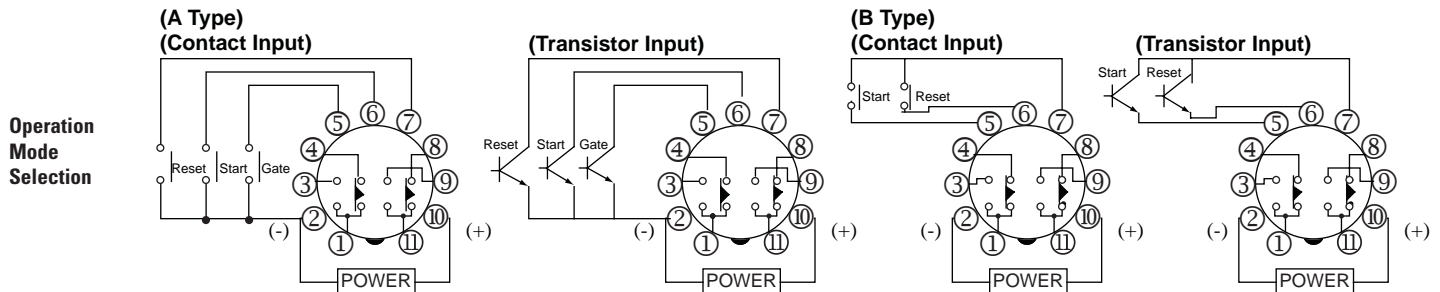 Operation
Mode
Selection
(A Type)
(Contact Input)
Reset
Start
Gate
5
6
7
4
8
3
9
2
10
1
11
(-)
(+)
POWER
(Transistor Input)
Reset
Start
Gate
5
6
7
4
8
3
9
2
10
1
11
(-)
(+)
POWER
(B Type)
(Contact Input)
Start
Reset
5
6
7
4
8
3
9
2
10
1
11
(-)
(+)
POWER
(Transistor Input)
Start
Reset
5
6
7
4
8
3
9
2
10
1
11
(-)
(+)
POWER